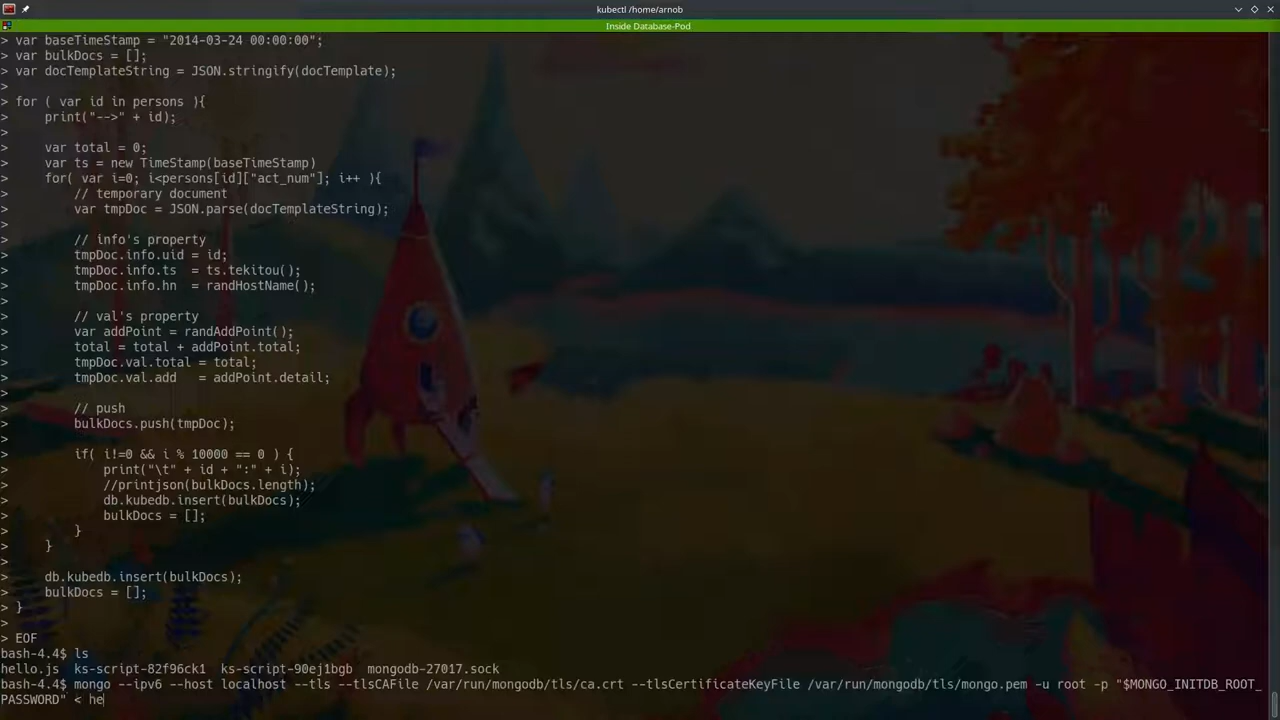 kubectl /home/arnob
Inside Database-Pod
> var baseTimeStamp = "2014-03-24 00:00:00";
> var bulkDocs = [];
> var docTemplateString = JSON.stringify(docTemplate);
>
> for ( var id in persons ){
>     print("-->" + id);
>
>     var total = 0;
>     var ts = new TimeStamp(baseTimeStamp)
>     for( var i=0; i<persons[id]["act_num"]; i++ ){
>         // temporary document
>         var tmpDoc = JSON.parse(docTemplateString);
>
>         // info's property
>         tmpDoc.info.uid = id;
>         tmpDoc.info.ts  = ts.tekitou();
>         tmpDoc.info.hn  = randHostName();
>
>         // val's property
>         var addPoint = randAddPoint();
>         total = total + addPoint.total;
>         tmpDoc.val.total = total;
>         tmpDoc.val.add   = addPoint.detail;
>
>         // push
>         bulkDocs.push(tmpDoc);
>
>         if( i!=0 && i % 10000 == 0 ) {
>             print("\t" + id + ":" + i);
>             //printjson(bulkDocs.length);
>             db.kubedb.insert(bulkDocs);
>             bulkDocs = [];
>         }
>     }
>
>     db.kubedb.insert(bulkDocs);
>     bulkDocs = [];
> }
>
> EOF
bash-4.4$ ls
hello.js  ks-script-82f96ck1  ks-script-90ej1bgb  mongodb-27017.sock
bash-4.4$ mongo --ipv6 --host localhost --tls --tlsCAFile /var/run/mongodb/tls/ca.crt --tlsCertificateKeyFile /var/run/mongodb/tls/mongo.pem -u root -p "$MONGO_INITDB_ROOT_
PASSWORD" < he